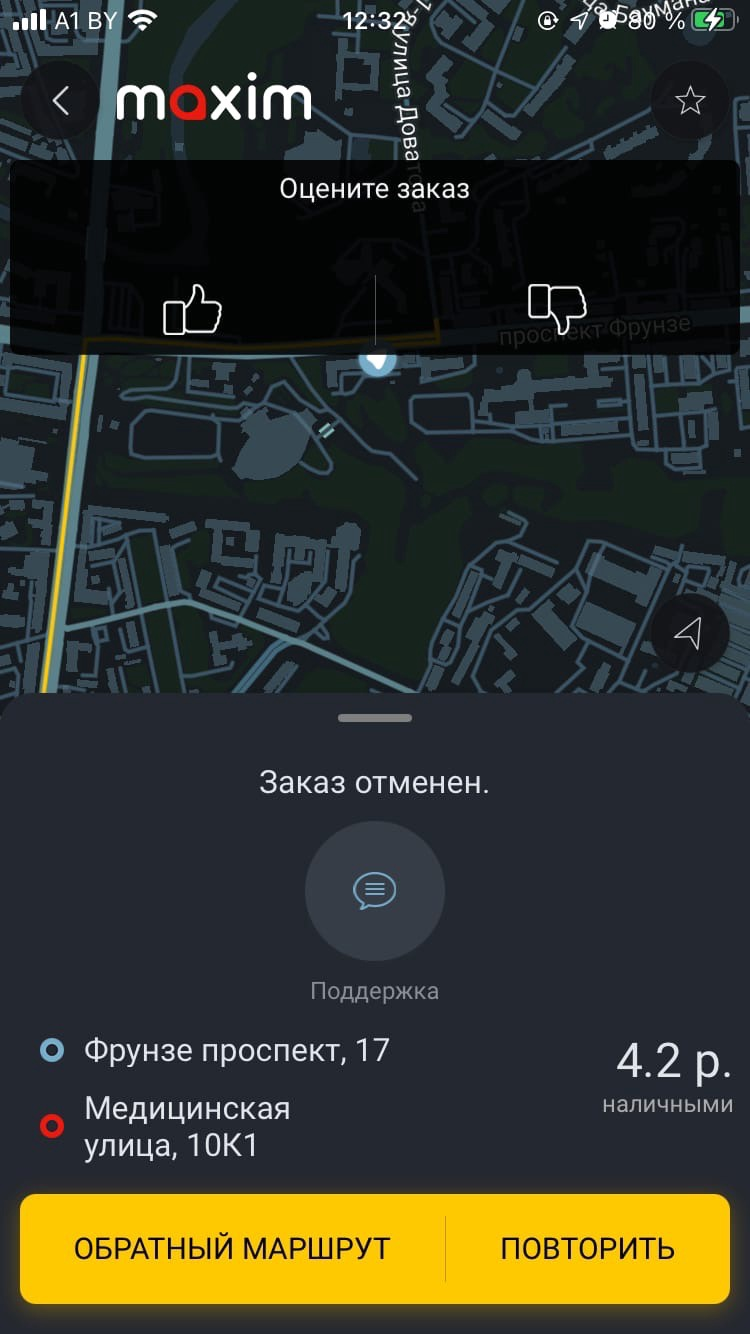 A1 BY
12:32
80 %
maxim
улица Доватора
Оцените заказ
проспект Фрунзе
Заказ отменен.
Поддержка
Фрунзе проспект, 17
4.2 р.
наличными
Медицинская
улица, 10К1
ОБРАТНЫЙ МАРШРУТ
ПОВТОРИТЬ